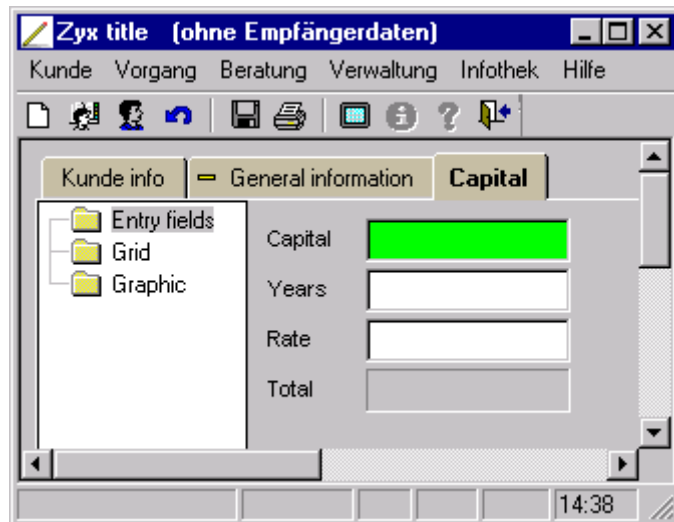 Zyx title (ohne Empfängerdaten)
Kunde Vorgang Beratung Verwaltung Infothek Hilfe
Kunde info General information Capital
Entry fields
Grid
Graphic
Capital
Years
Rate
Total
14:38